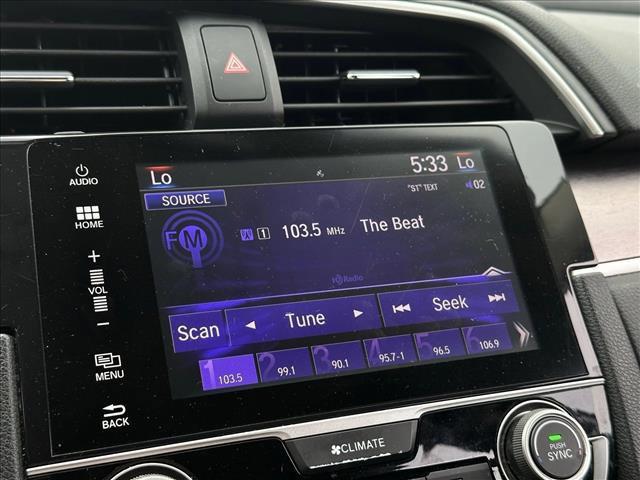 AUDIO
HOME
+
VOL
−
MENU
BACK
Lo 5:33 Lo
SOURCE "ST" TEXT 02
FM 1 103.5 MHz The Beat
HD Radio
Scan Tune Seek
1 103.5 2 99.1 3 90.1 4 95.7-1 5 96.5 6 106.9
CLIMATE
PUSH
SYNC